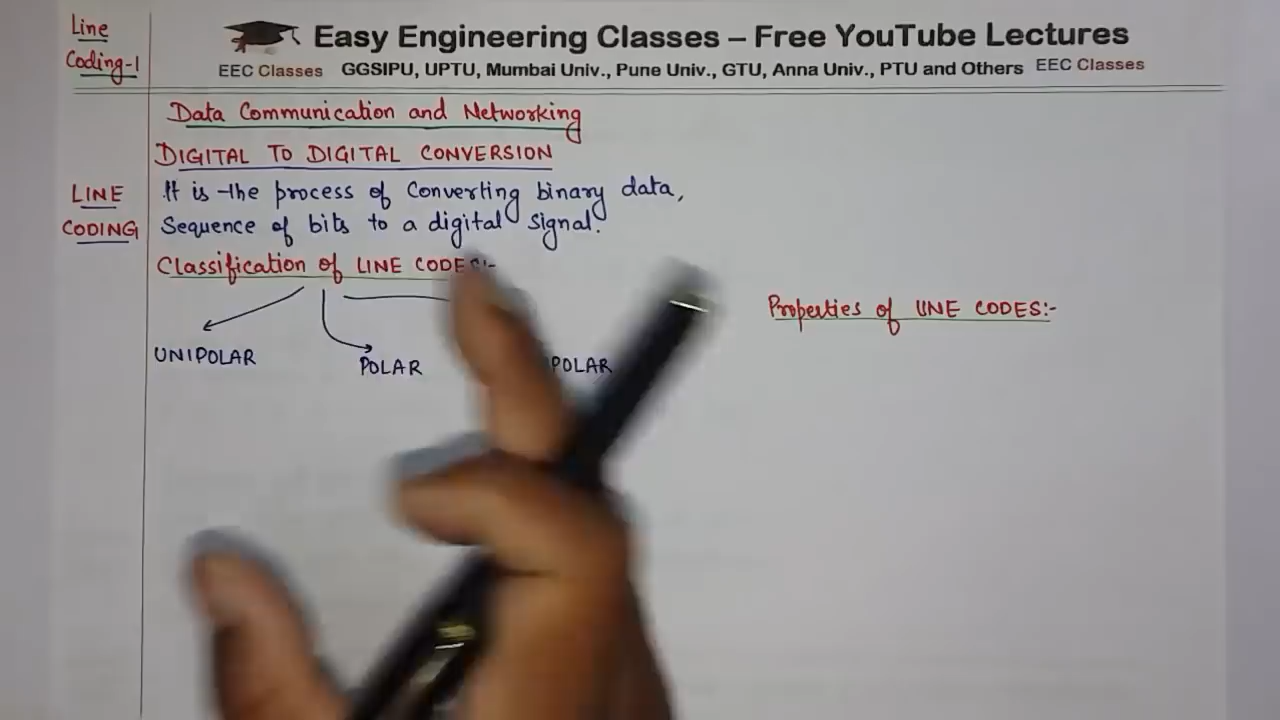 Line
Coding-1
Easy Engineering Classes – Free YouTube Lectures
EEC Classes GGSIPU, UPTU, Mumbai Univ., Pune Univ., GTU, Anna Univ., PTU and Others EEC Classes
Data Communication and Networking
DIGITAL TO DIGITAL CONVERSION
LINE
CODING
It is the process of Converting binary data,
Sequence of bits to a digital signal.
Classification of LINE CODES:-
UNIPOLAR
POLAR
POLAR
Properties of LINE CODES:-